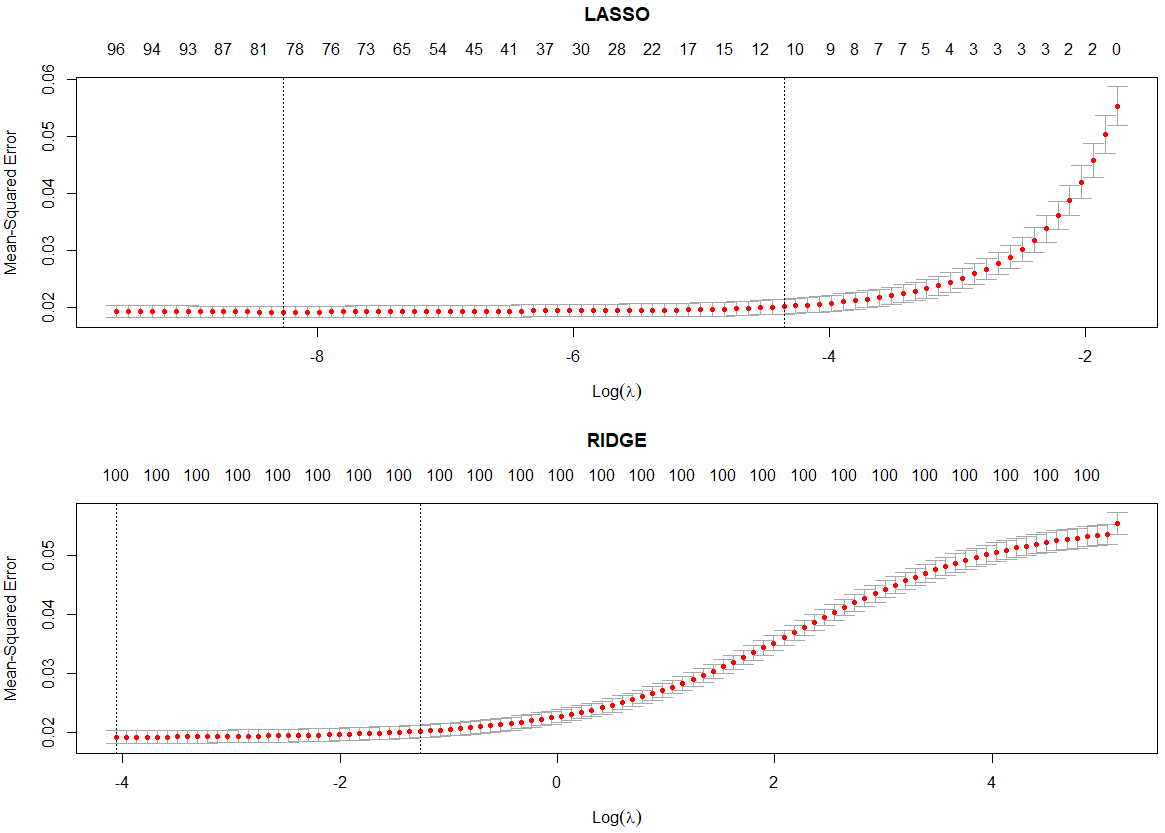 LASSO
96 94 93 87 81 78 76 73 65 54 45 41 37 30 28 22 17 15 12 10 9 8 7 7 5 4 3 3 3 3 2 2 0
Mean-Squared Error
0.06
0.05
0.04
0.03
0.02
-8 -6 -4 -2
Log(λ)
RIDGE
100 100 100 100 100 100 100 100 100 100 100 100 100 100 100 100 100 100 100 100 100 100 100 100 100
Mean-Squared Error
0.05
0.04
0.03
0.02
-4 -2 0 2 4
Log(λ)